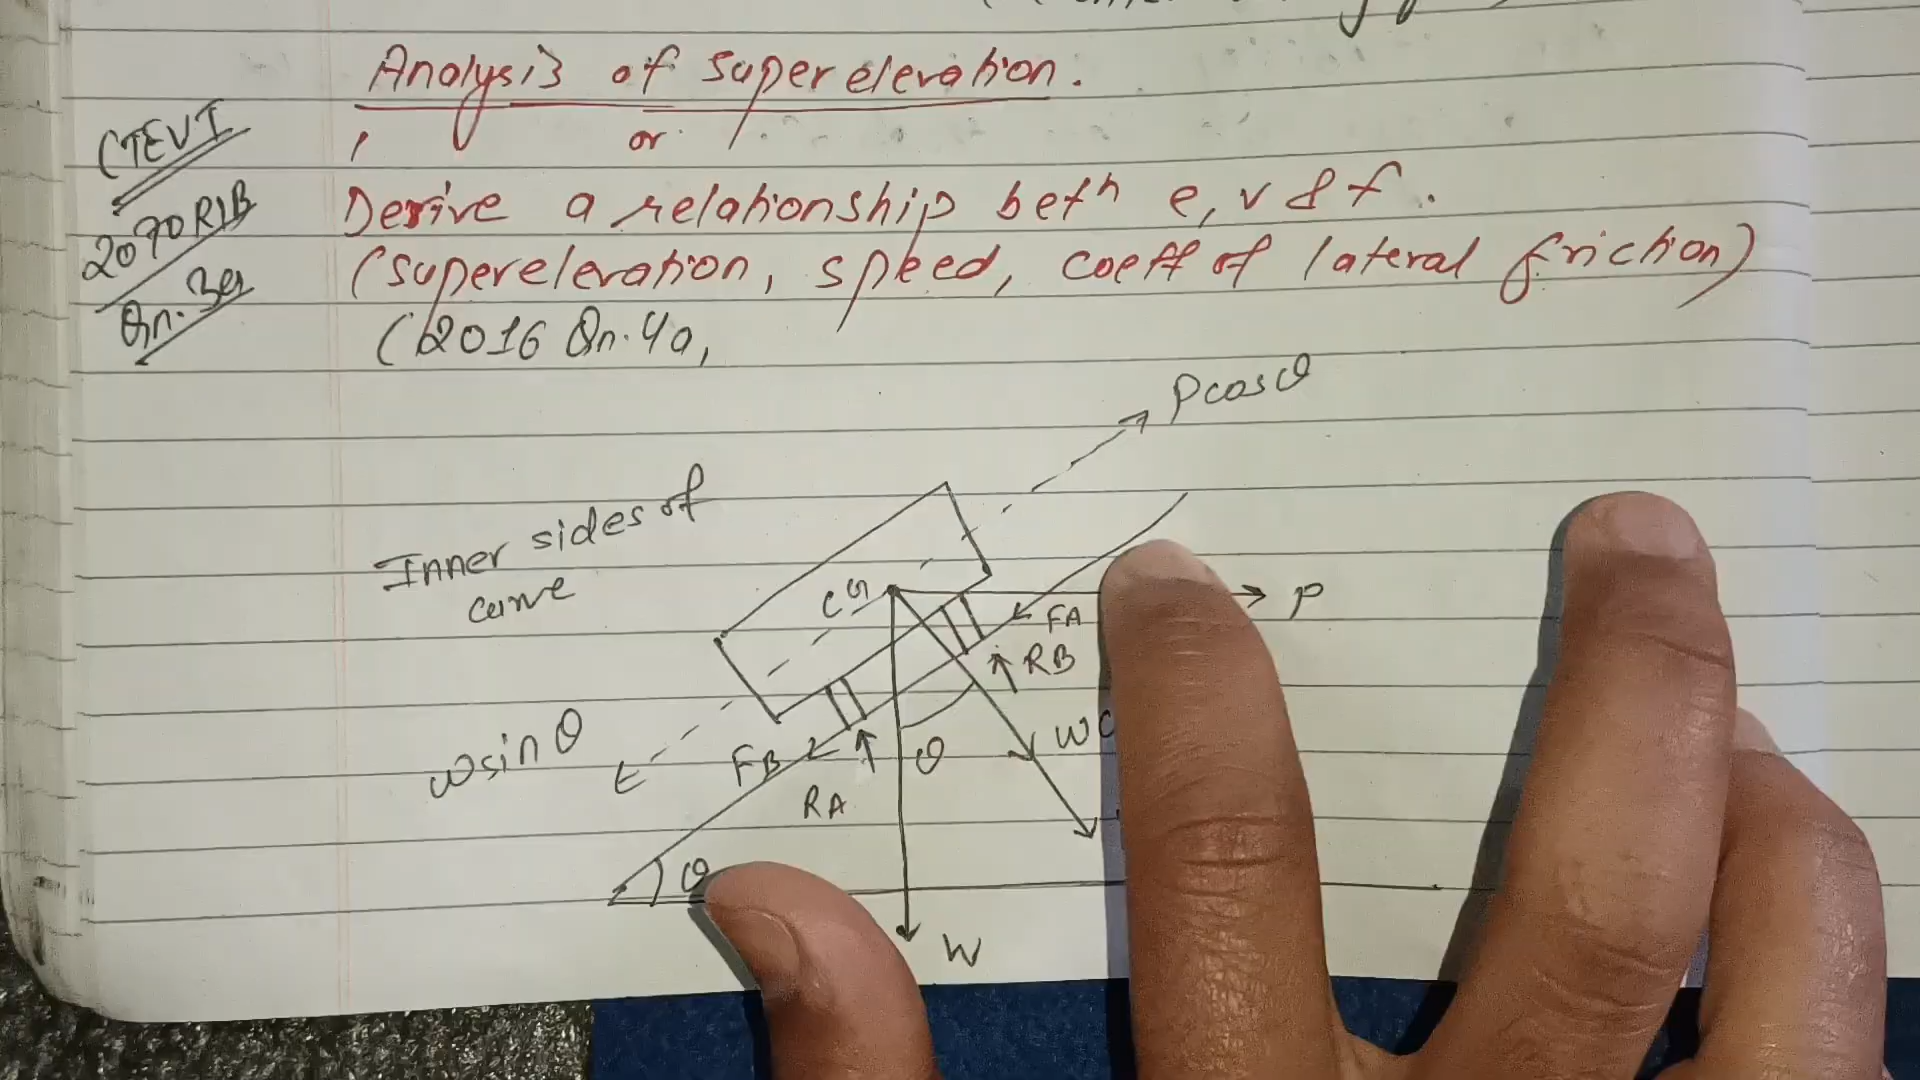 Analysis of superelevation.
or
Derive a relationship betn e, v & f.
(superelevation, speed, coeff of lateral friction)
(2016 Qn.4a,
CTEVT
2070 R/B
Qn.3a
Pcosθ
Inner sides of
curve
CG
P
FA
RB
wsinθ
FB
RA
θ
WC
θ
W